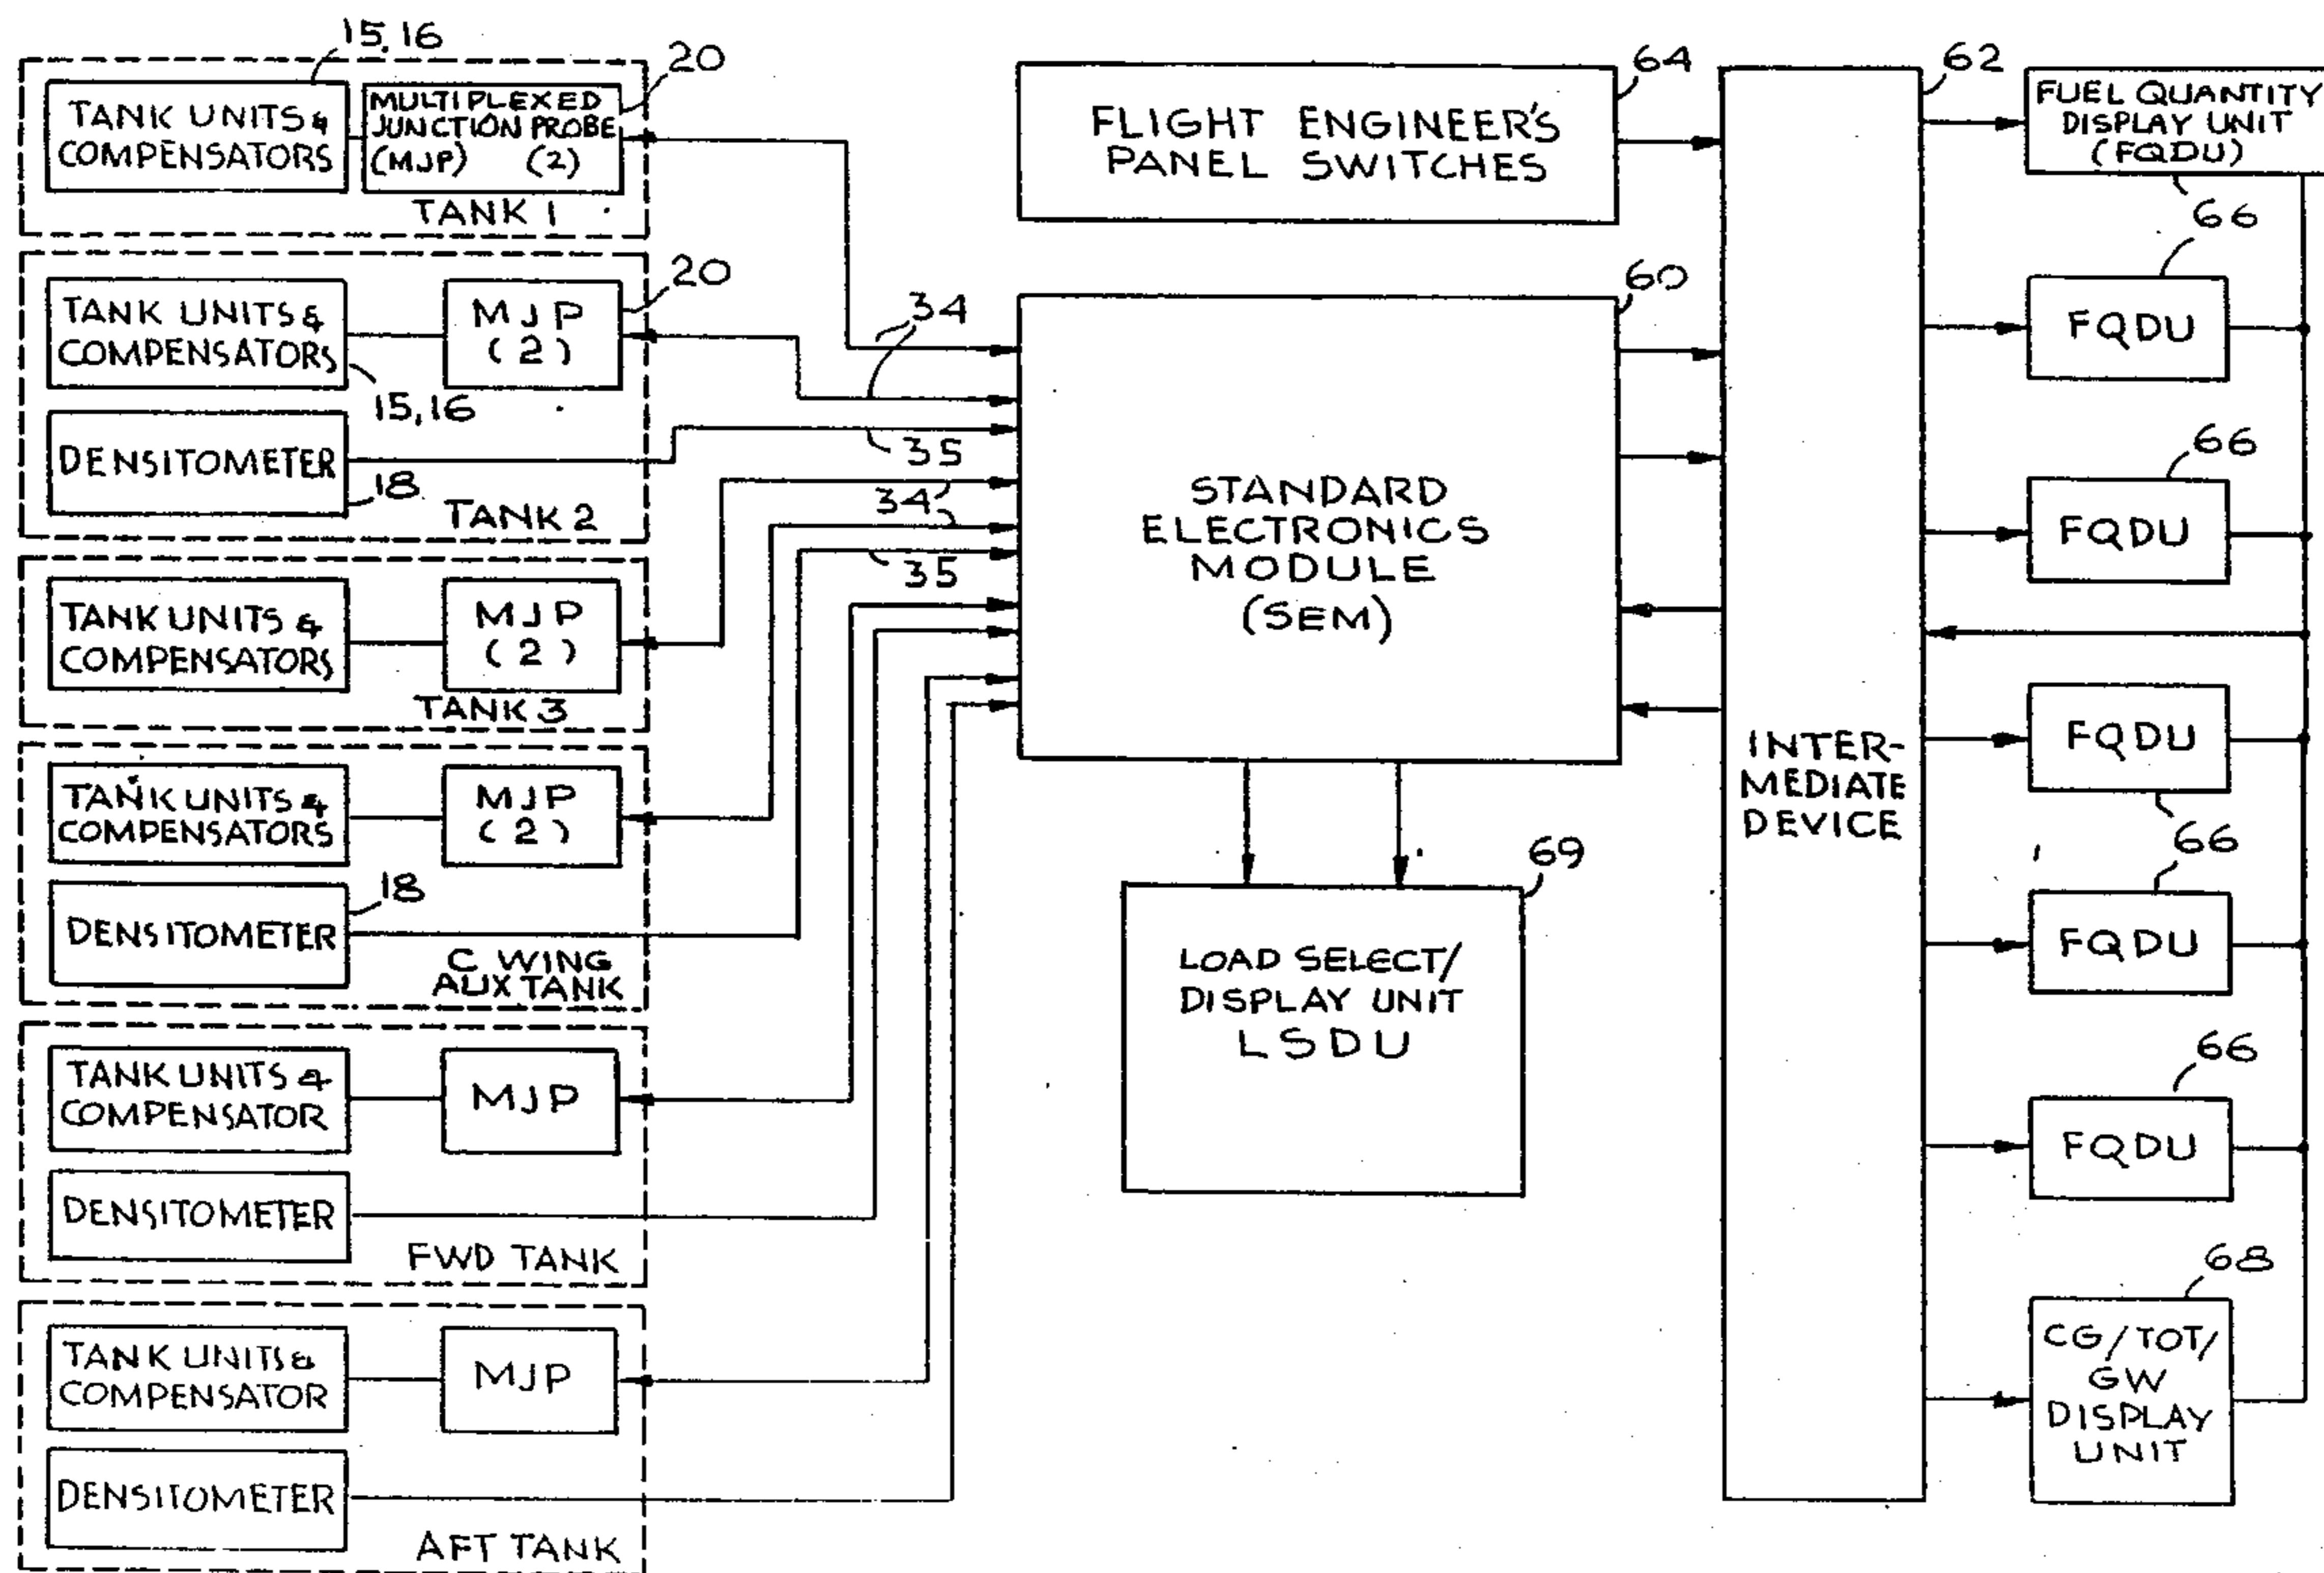 15,16
20
TANK UNITS &
COMPENSATORS
MULTIPLEXED
JUNCTION PROBE
(MJP) (2)
TANK 1
TANK UNITS &
COMPENSATORS
MJP
(2)
20
15,16
DENSITOMETER
18
TANK 2
TANK UNITS &
COMPENSATORS
MJP
(2)
TANK 3
TANK UNITS &
COMPENSATORS
MJP
(2)
18
DENSITOMETER
C WING
AUX TANK
TANK UNITS &
COMPENSATOR
MJP
DENSITOMETER
FWD TANK
TANK UNITS &
COMPENSATOR
MJP
DENSITOMETER
AFT TANK
34
35
34
35
64
FLIGHT ENGINEER'S
PANEL SWITCHES
60
STANDARD
ELECTRONICS
MODULE
(SEM)
69
LOAD SELECT/
DISPLAY UNIT
LSDU
62
INTER-
MEDIATE
DEVICE
FUEL QUANTITY
DISPLAY UNIT
(FQDU)
66
66
FQDU
66
FQDU
FQDU
66
66
FQDU
66
FQDU
68
CG/TOT/
GW
DISPLAY
UNIT